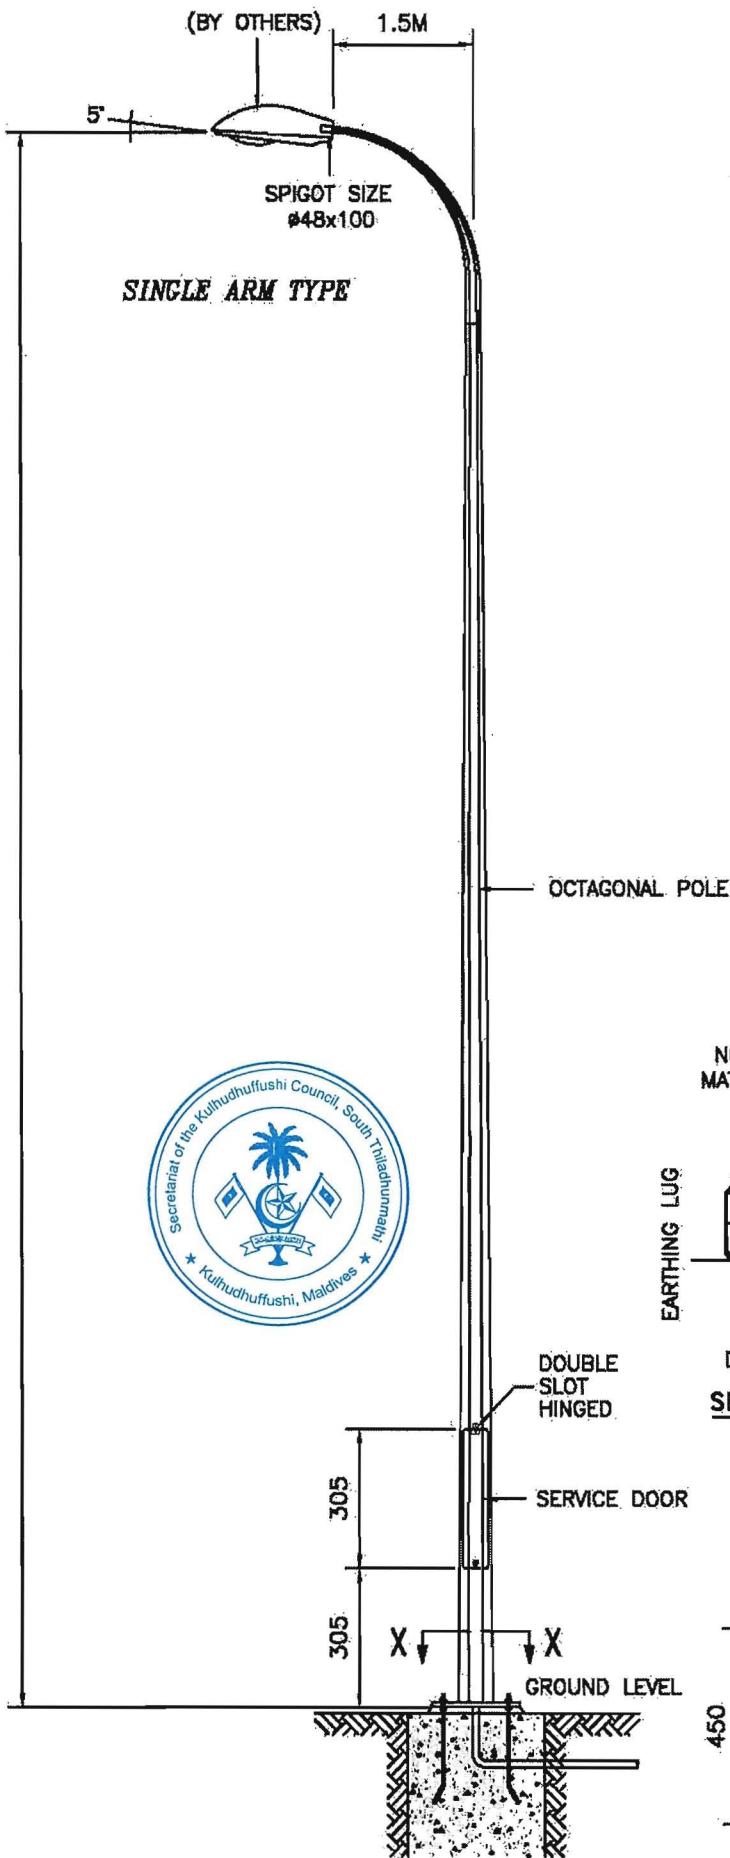 (BY OTHERS)
1.5M
5°
SPIGOT SIZE
ø48x100
SINGLE ARM TYPE
OCTAGONAL POLE
Secretariat of the Kulhudhuffushi Council, South Thiladhunmathi
★ Kulhudhuffushi, Maldives ★
EARTHING LUG
DOUBLE
SLOT
HINGED
305
SERVICE DOOR
305
X X
GROUND LEVEL
450